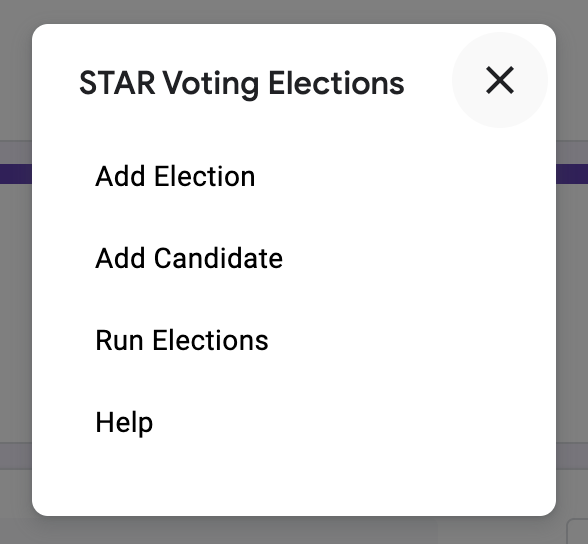 STAR Voting Elections
Add Election
Add Candidate
Run Elections
Help